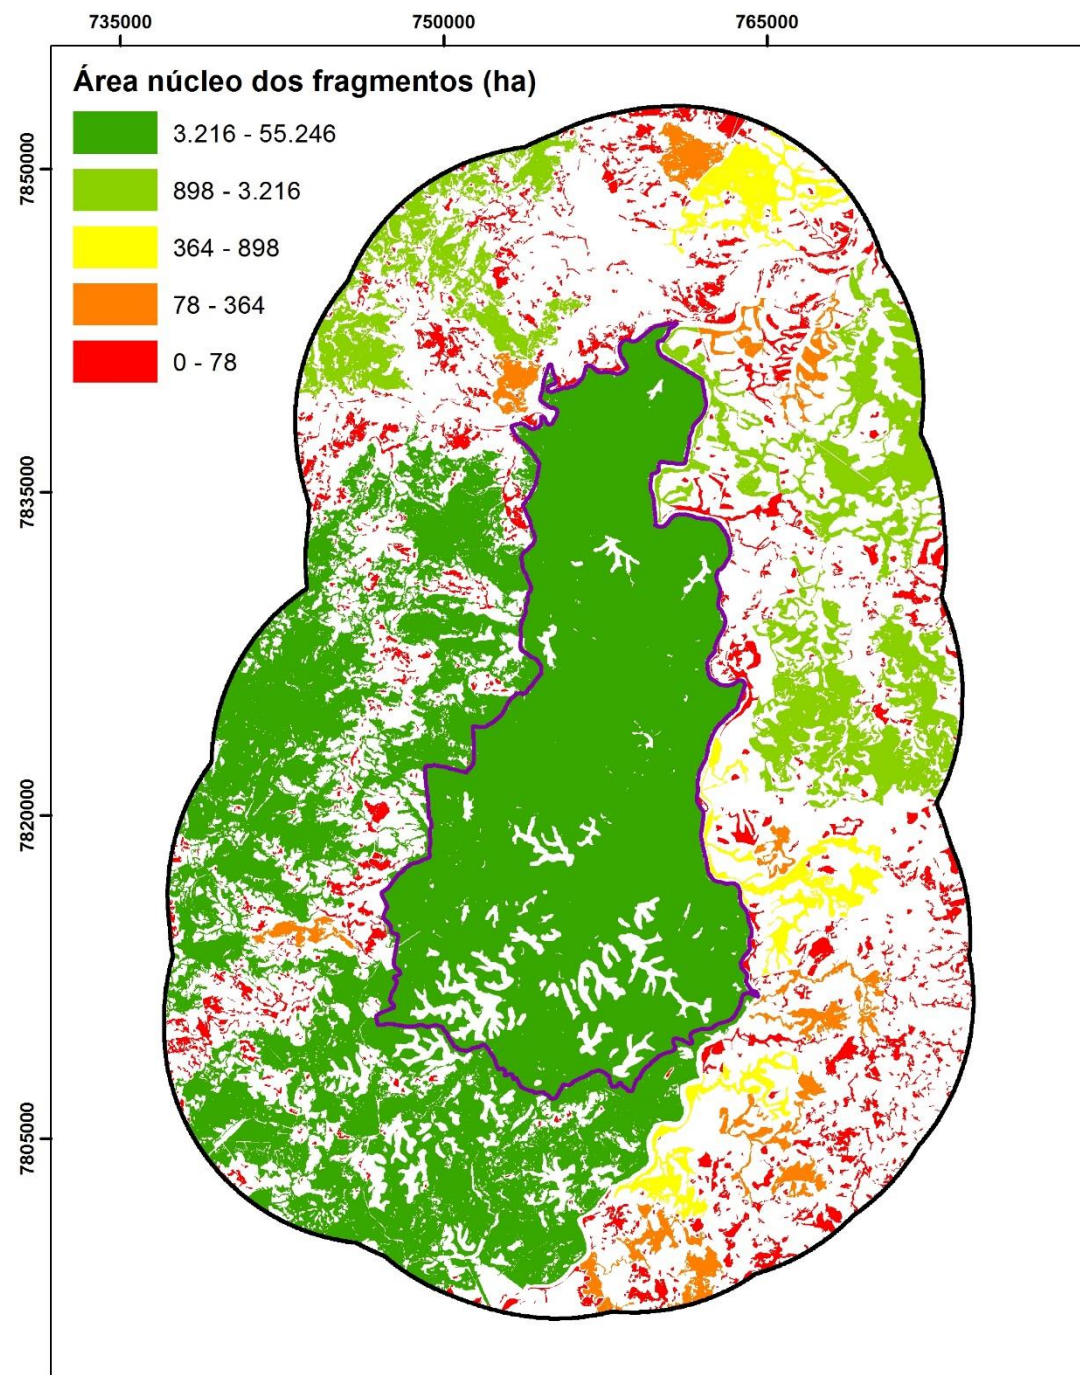 735000 750000 765000
Área núcleo dos fragmentos (ha)
3.216 - 55.246
898 - 3.216
364 - 898
78 - 364
0 - 78
7850000
7835000
7820000
7805000